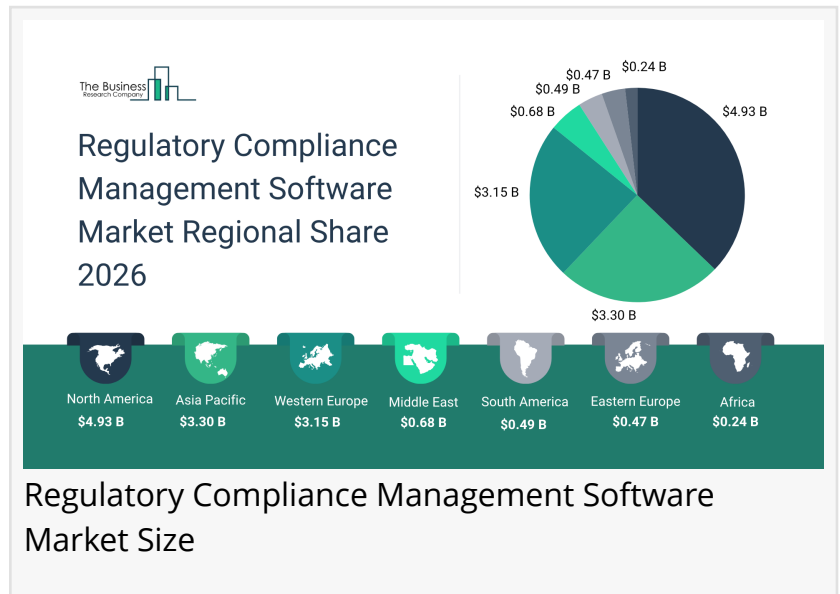 The Business
Research Company
Regulatory Compliance
Management Software
Market Regional Share
2026
$0.24 B
$0.47 B
$0.49 B
$0.68 B
$4.93 B
$3.15 B
$3.30 B
North America
$4.93 B
Asia Pacific
$3.30 B
Western Europe
$3.15 B
Middle East
$0.68 B
South America
$0.49 B
Eastern Europe
$0.47 B
Africa
$0.24 B
Regulatory Compliance Management Software
Market Size